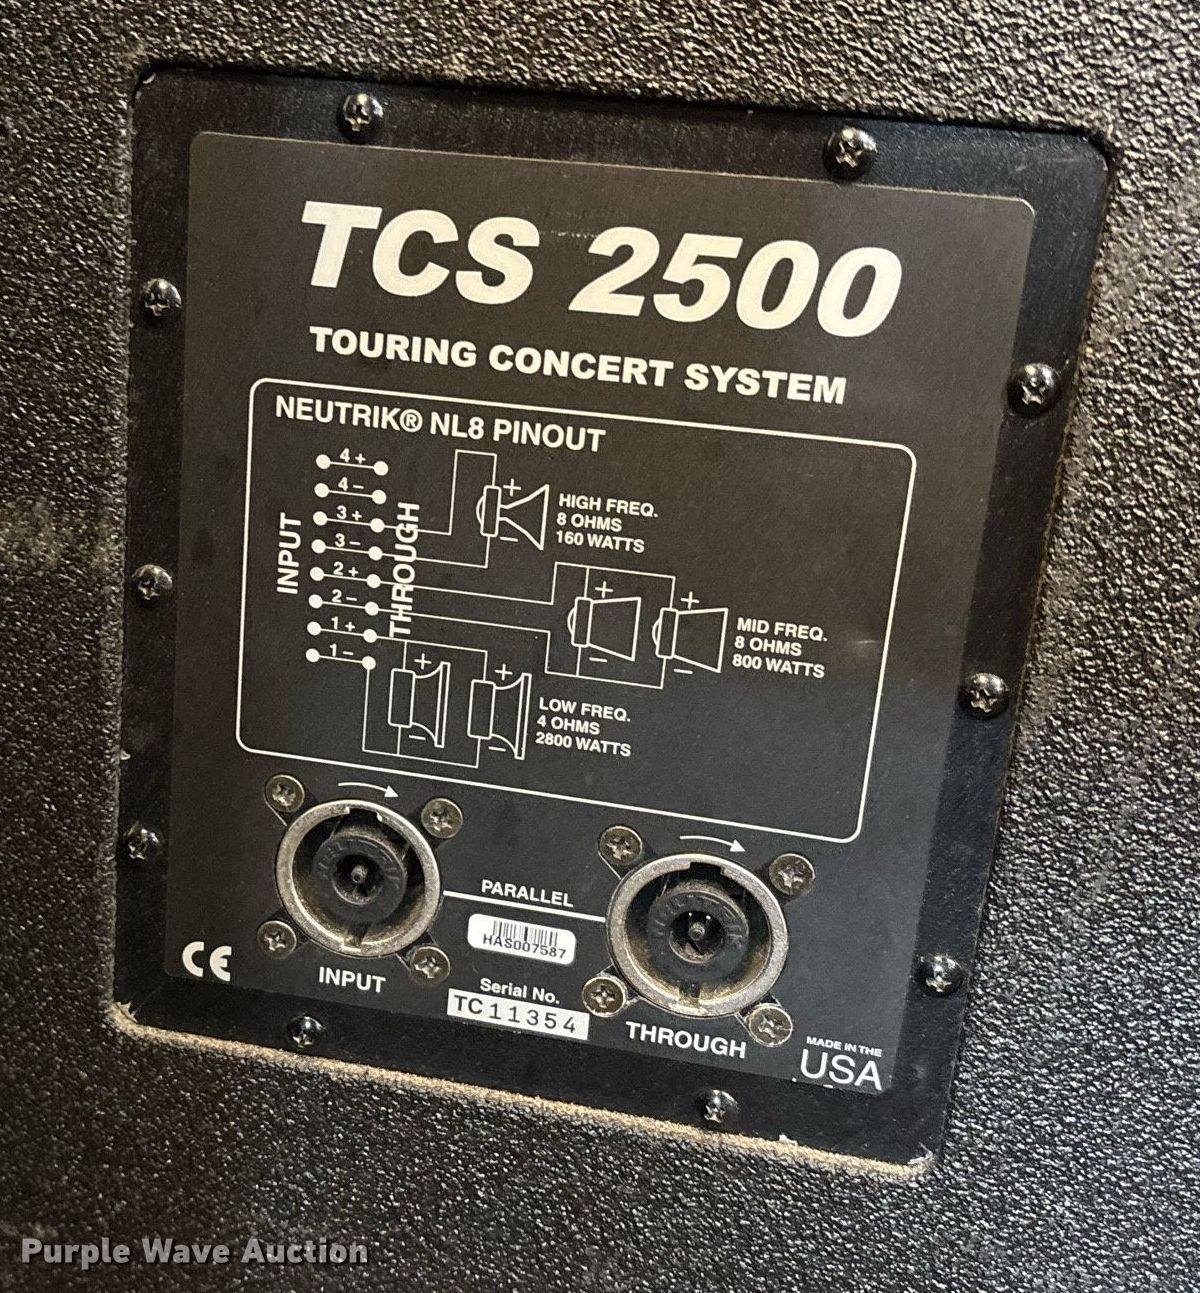 TCS 2500
TOURING CONCERT SYSTEM
NEUTRIK® NL8 PINOUT
INPUT
THROUGH
4 +
4 −
3 +
3 −
2 +
2 −
1 +
1 −
+
−
HIGH FREQ.
8 OHMS
160 WATTS
+
−
+
−
MID FREQ.
8 OHMS
800 WATTS
+
−
+
−
LOW FREQ.
4 OHMS
2800 WATTS
PARALLEL
HAS007587
NEUTRIK
NEUTRIK
CE
INPUT
Serial No.
TC11354
THROUGH
MADE IN THE
USA
Purple Wave Auction